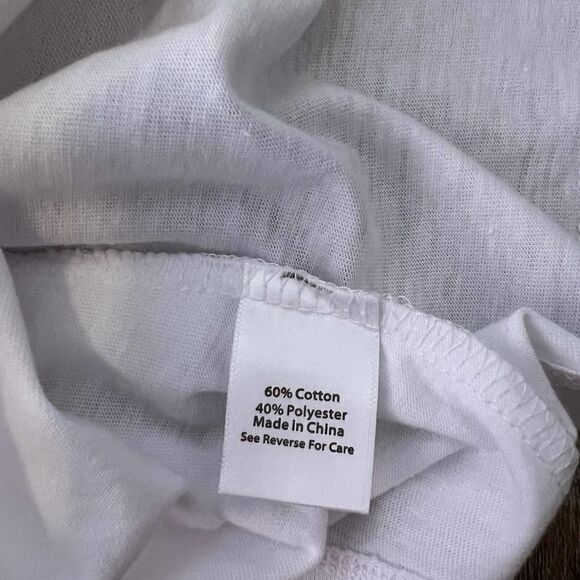 60% Cotton
40% Polyester
Made in China
See Reverse For Care